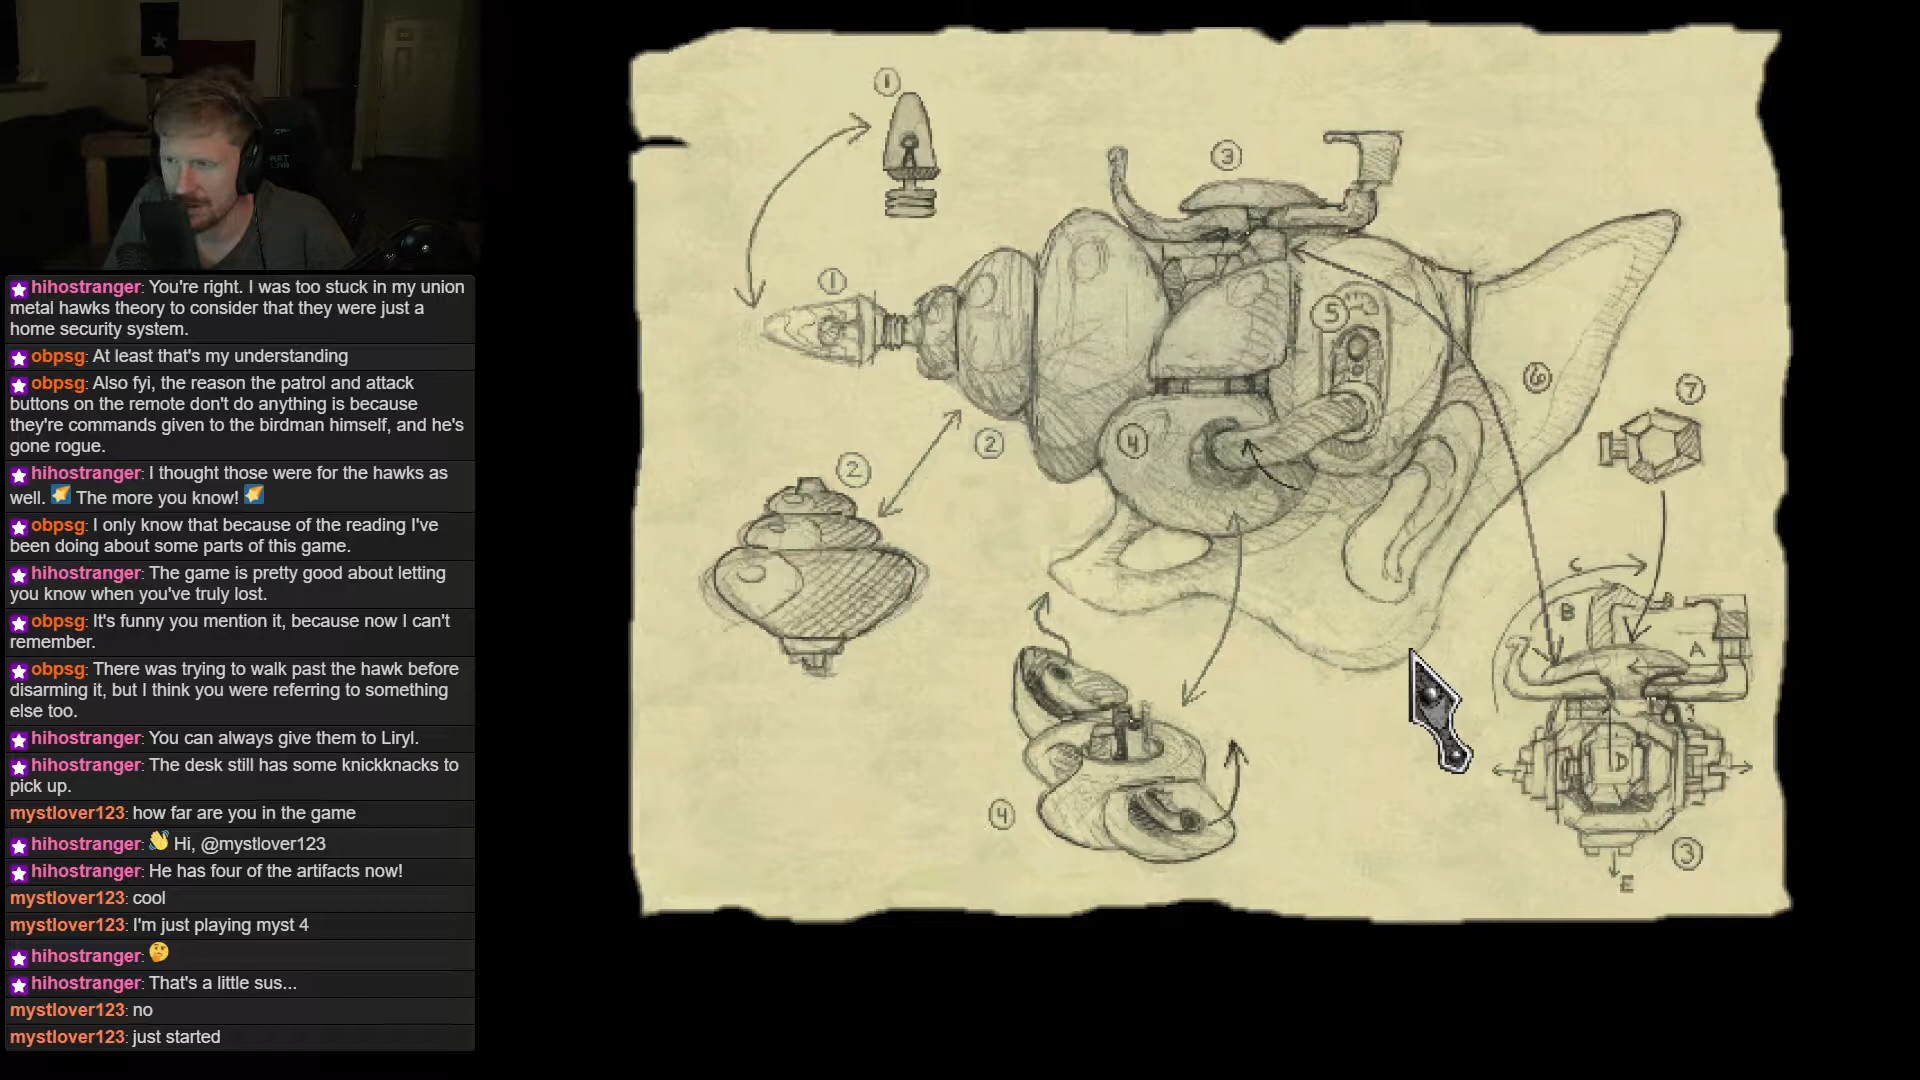 hihostranger: You're right. I was too stuck in my union
metal hawks theory to consider that they were just a
home security system.
obpsg: At least that's my understanding
obpsg: Also fyi, the reason the patrol and attack
buttons on the remote don't do anything is because
they're commands given to the birdman himself, and he's
gone rogue.
hihostranger: I thought those were for the hawks as
well. The more you know!
obpsg: I only know that because of the reading I've
been doing about some parts of this game.
hihostranger: The game is pretty good about letting
you know when you've truly lost.
obpsg: It's funny you mention it, because now I can't
remember.
obpsg: There was trying to walk past the hawk before
disarming it, but I think you were referring to something
else too.
hihostranger: You can always give them to Liryl.
hihostranger: The desk still has some knickknacks to
pick up.
mystlover123: how far are you in the game
hihostranger: 👋 Hi, @mystlover123
hihostranger: He has four of the artifacts now!
mystlover123: cool
mystlover123: I'm just playing myst 4
hihostranger: 🤔
hihostranger: That's a little sus...
mystlover123: no
mystlover123: just started
1
3
1
5
6
7
4
2
2
B
A
D
4
3
E